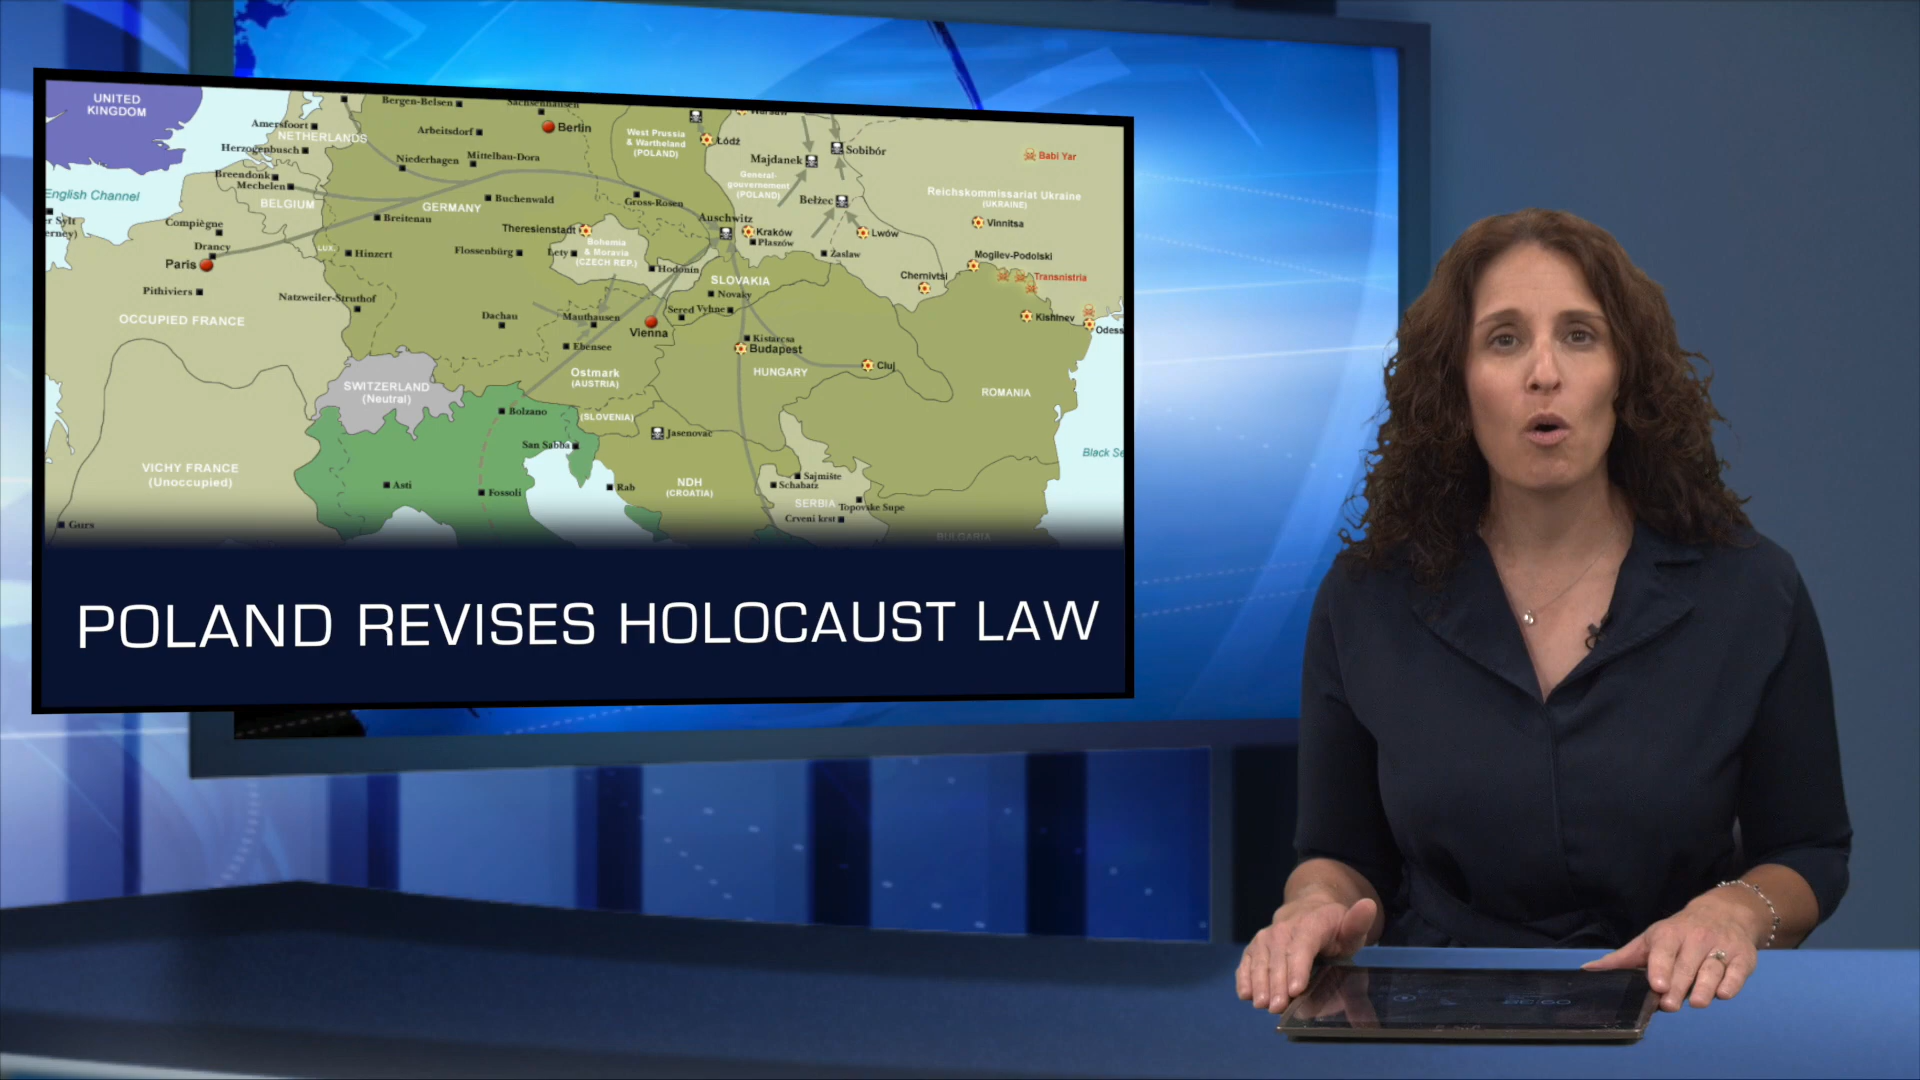 UNITED
KINGDOM
Bergen-Belsen
Sachsenhausen
Berlin
Arbeitsdorf
Amersfoort
NETHERLANDS
Herzogenbusch
Niederhagen
Mittelbau-Dora
West Prussia
& Wartheland
(POLAND)
Łódź
Warsaw
Majdanek
Sobibór
Babi Yar
Breendonk
Mechelen
BELGIUM
GERMANY
Buchenwald
Gross-Rosen
General-
gouvernement
(POLAND)
Bełżec
Reichskommissariat Ukraine
(UKRAINE)
English Channel
Compiègne
Breitenau
Auschwitz
Kraków
Płaszów
Lwów
Vinnitsa
Drancy
Paris
LUX.
Hinzert
Flossenbürg
Theresienstadt
Lety
Bohemia
& Moravia
(CZECH REP.)
Hodonín
Zaslaw
Mogilev-Podolski
Chernivtsi
Transnistria
Pithiviers
Natzweiler-Struthof
SLOVAKIA
Novaky
Sered
Vyhne
OCCUPIED FRANCE
Dachau
Mauthausen
Vienna
Kishinev
Odess
Ebensee
Kistarcsa
Budapest
HUNGARY
Cluj
Ostmark
(AUSTRIA)
SWITZERLAND
(Neutral)
ROMANIA
Bolzano
(SLOVENIA)
San Sabba
Jasenovac
Black Se
VICHY FRANCE
(Unoccupied)
Asti
Fossoli
Rab
NDH
(CROATIA)
Sajmište
Schabatz
SERBIA
Topovske Supe
Crveni krst
Gurs
BULGARIA
POLAND REVISES HOLOCAUST LAW